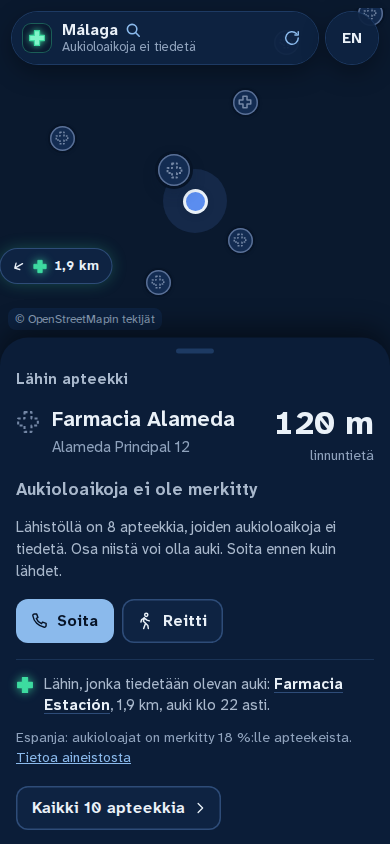 Málaga
Aukioloaikoja ei tiedetä
EN
1,9 km
© OpenStreetMapin tekijät
Lähin apteekki
Farmacia Alameda
120 m
Alameda Principal 12
linnuntietä
Aukioloaikoja ei ole merkitty
Lähistöllä on 8 apteekkia, joiden aukioloaikoja ei
tiedetä. Osa niistä voi olla auki. Soita ennen kuin
lähdet.
Soita
Reitti
Lähin, jonka tiedetään olevan auki: Farmacia
Estación, 1,9 km, auki klo 22 asti.
Espanja: aukioloajat on merkitty 18 %:lle apteekeista.
Tietoa aineistosta
Kaikki 10 apteekkia